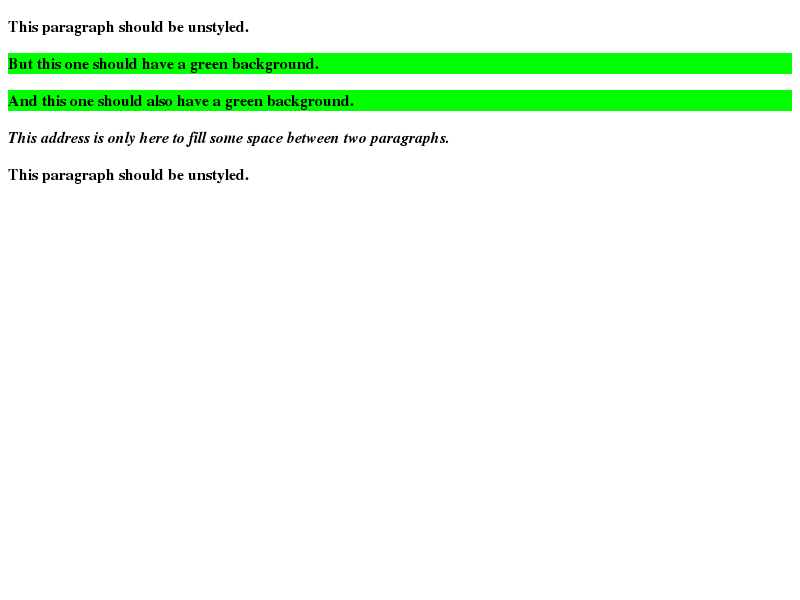 This paragraph should be unstyled.
But this one should have a green background.
And this one should also have a green background.
This address is only here to fill some space between two paragraphs.
This paragraph should be unstyled.